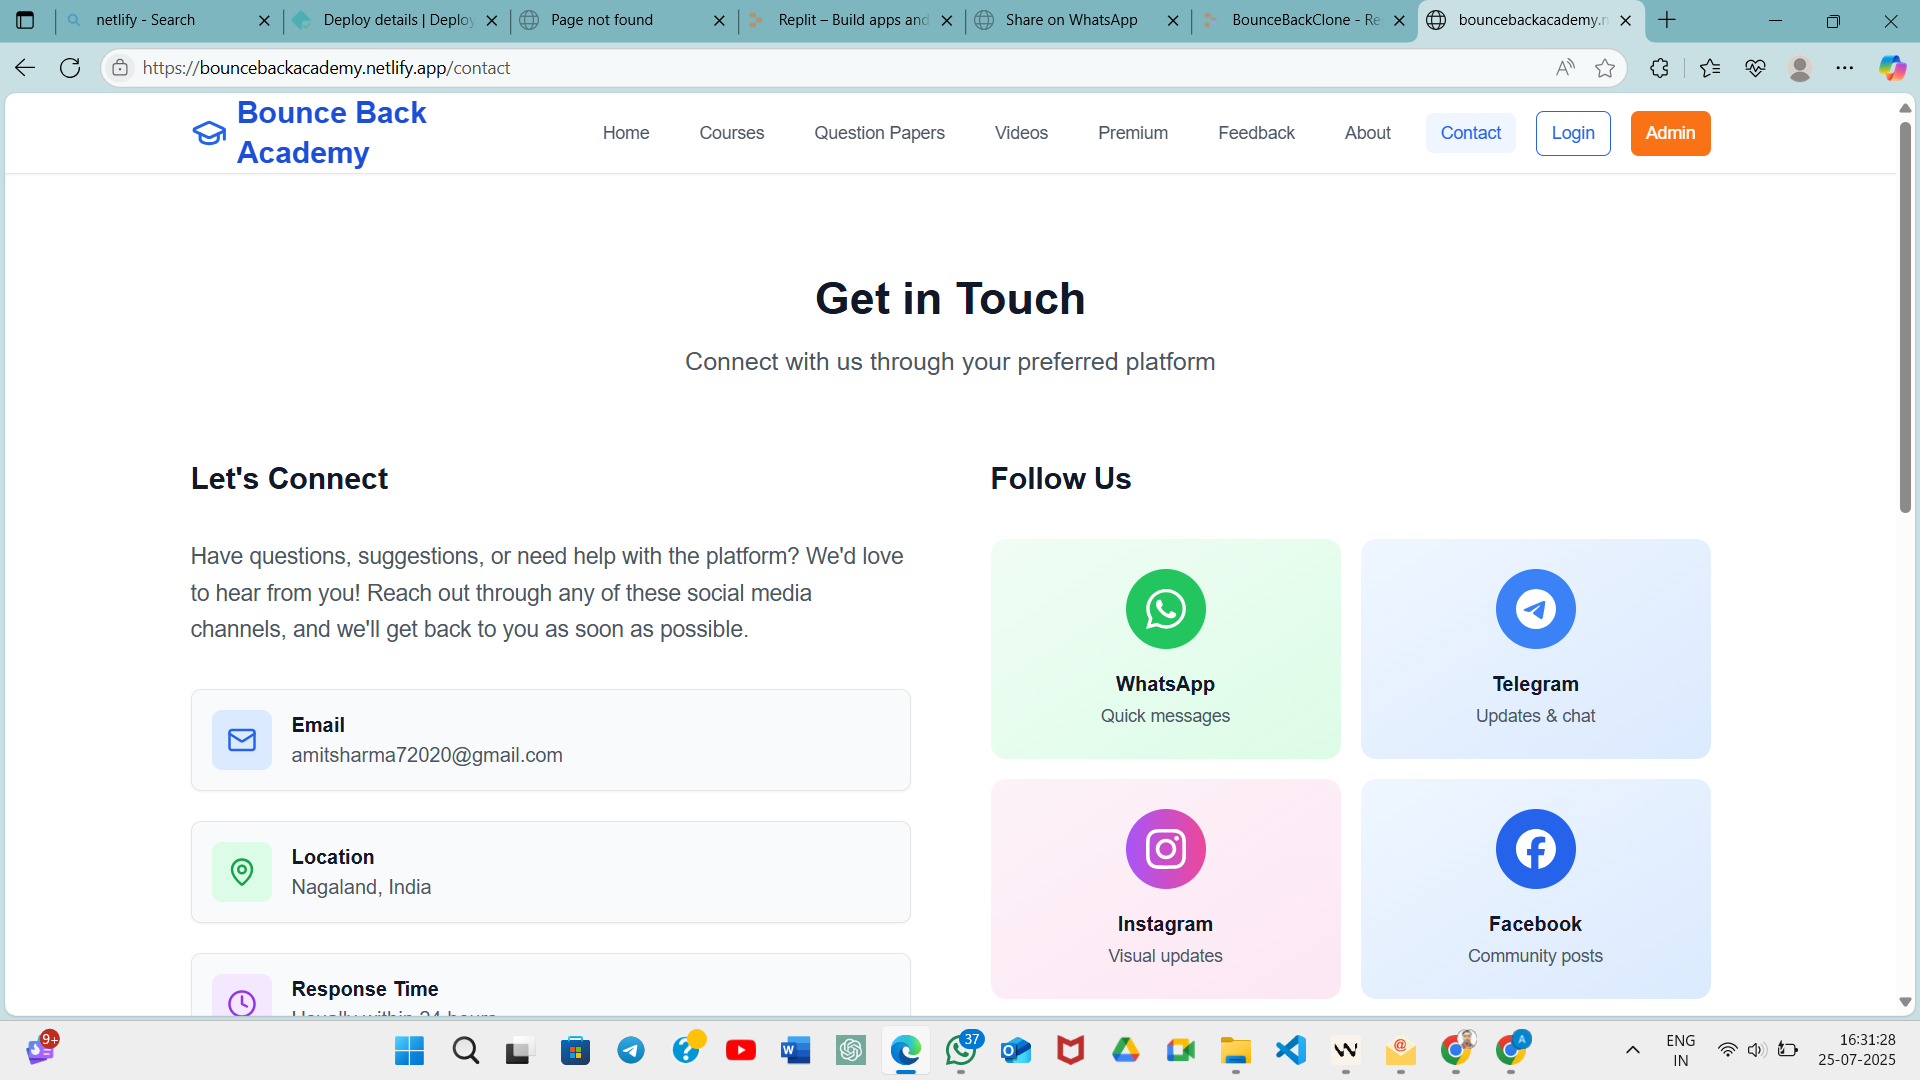 netlify - Search
Deploy details | Deploy
Page not found
Replit – Build apps and
Share on WhatsApp
BounceBackClone - Re
bouncebackacademy.n
https://bouncebackacademy.netlify.app/contact
Bounce Back
Academy
Home
Courses
Question Papers
Videos
Premium
Feedback
About
Contact
Login
Admin
Get in Touch
Connect with us through your preferred platform
Let's Connect
Have questions, suggestions, or need help with the platform? We'd love
to hear from you! Reach out through any of these social media
channels, and we'll get back to you as soon as possible.
Email
amitsharma72020@gmail.com
Location
Nagaland, India
Response Time
Usually within 24 hours
Follow Us
WhatsApp
Quick messages
Telegram
Updates & chat
Instagram
Visual updates
Facebook
Community posts
9+
37
A
ENG
IN
16:31:28
25-07-2025